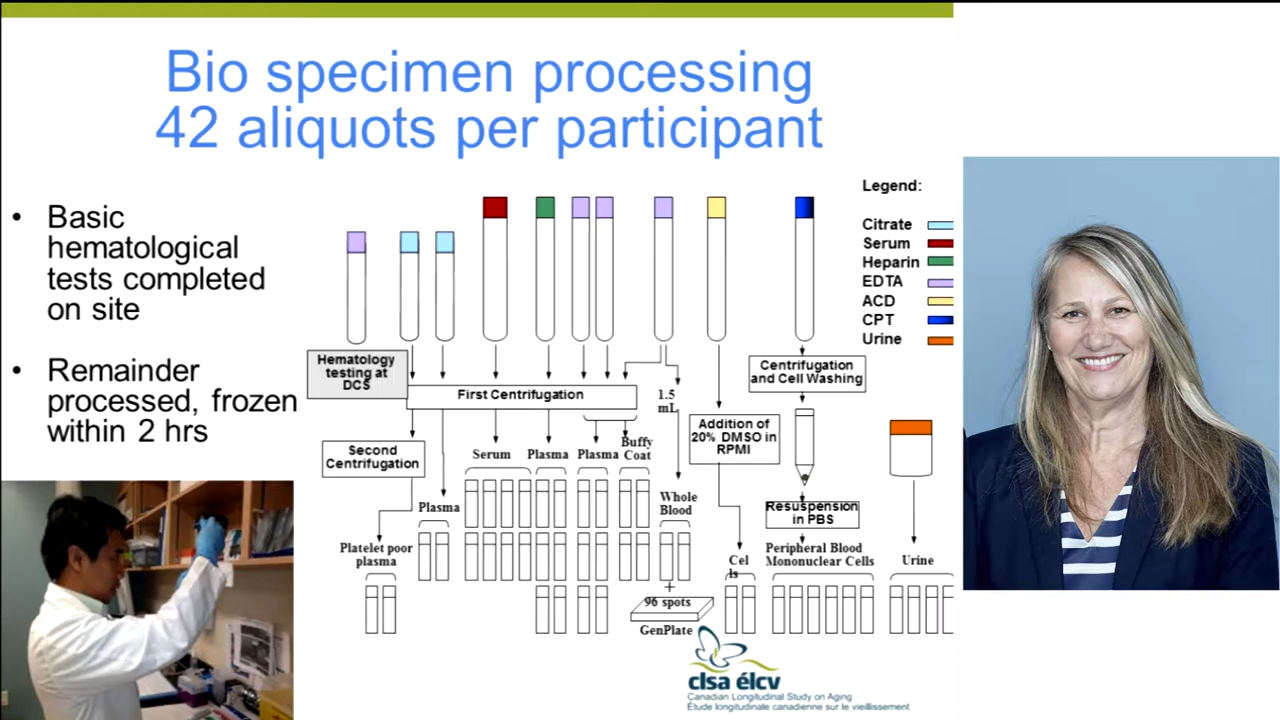 Bio specimen processing
42 aliquots per participant
• Basic
hematological
tests completed
on site
• Remainder
processed, frozen
within 2 hrs
Legend:
Citrate
Serum
Heparin
EDTA
ACD
CPT
Urine
Hematology
testing at
DCS
First Centrifugation
1.5
mL
Centrifugation
and Cell Washing
Addition of
20% DMSO in
RPMI
Second
Centrifugation
Serum
Plasma
Plasma
Buffy
Coat
Plasma
Whole
Blood
Resuspension
in PBS
Platelet poor
plasma
Cel
ls
Peripheral Blood
Mononuclear Cells
Urine
+
96 spots
GenPlate
clsa élcv
Canadian Longitudinal Study on Aging
Étude longitudinale canadienne sur le vieillissement